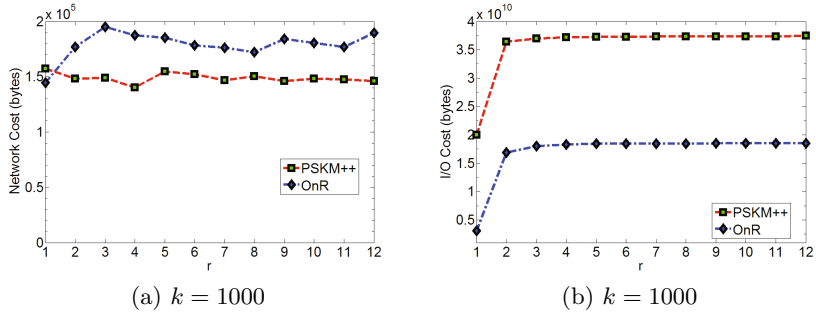 2 x 10^5
1.5
1
0.5
0
Network Cost (bytes)
PSKM++
OnR
1 2 3 4 5 6 7 8 9 10 11 12
r
(a) k = 1000
4 x 10^10
3.5
3
2.5
2
1.5
1
0.5
I/O Cost (bytes)
PSKM++
OnR
1 2 3 4 5 6 7 8 9 10 11 12
r
(b) k = 1000